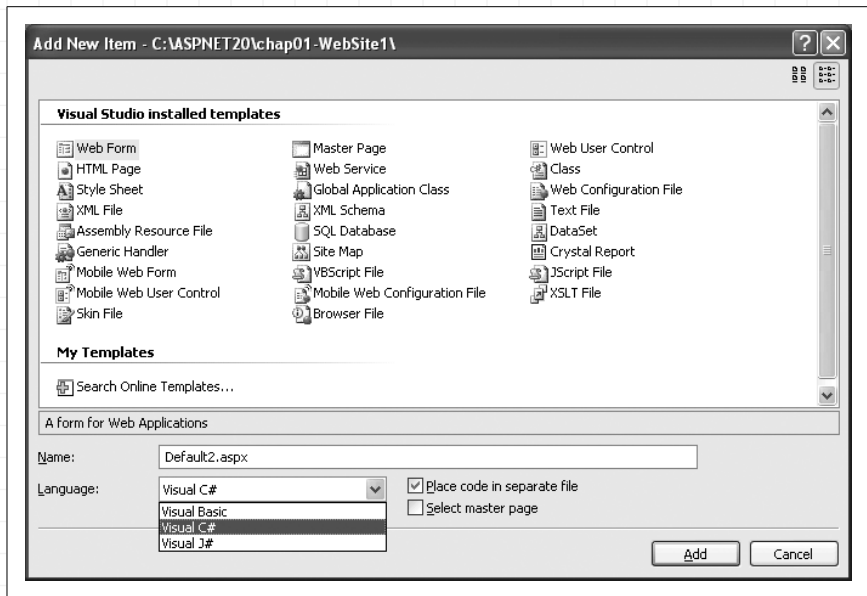 Add New Item - C:\ASPNET20\chap01-WebSite1\
Visual Studio installed templates
Web Form Master Page Web User Control
HTML Page Web Service Class
Style Sheet Global Application Class Web Configuration File
XML File XML Schema Text File
Assembly Resource File SQL Database DataSet
Generic Handler Site Map Crystal Report
Mobile Web Form VBScript File JScript File
Mobile Web User Control Mobile Web Configuration File XSLT File
Skin File Browser File
My Templates
Search Online Templates...
A form for Web Applications
Name: Default2.aspx
Language: Visual C# Place code in separate file
Visual Basic Select master page
Visual C#
Visual J#
Add Cancel